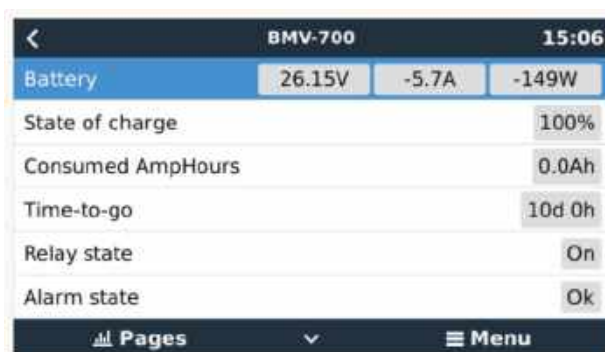 BMV-700 15:06
Battery 26.15V -5.7A -149W
State of charge 100%
Consumed AmpHours 0.0Ah
Time-to-go 10d 0h
Relay state On
Alarm state Ok
Pages Menu